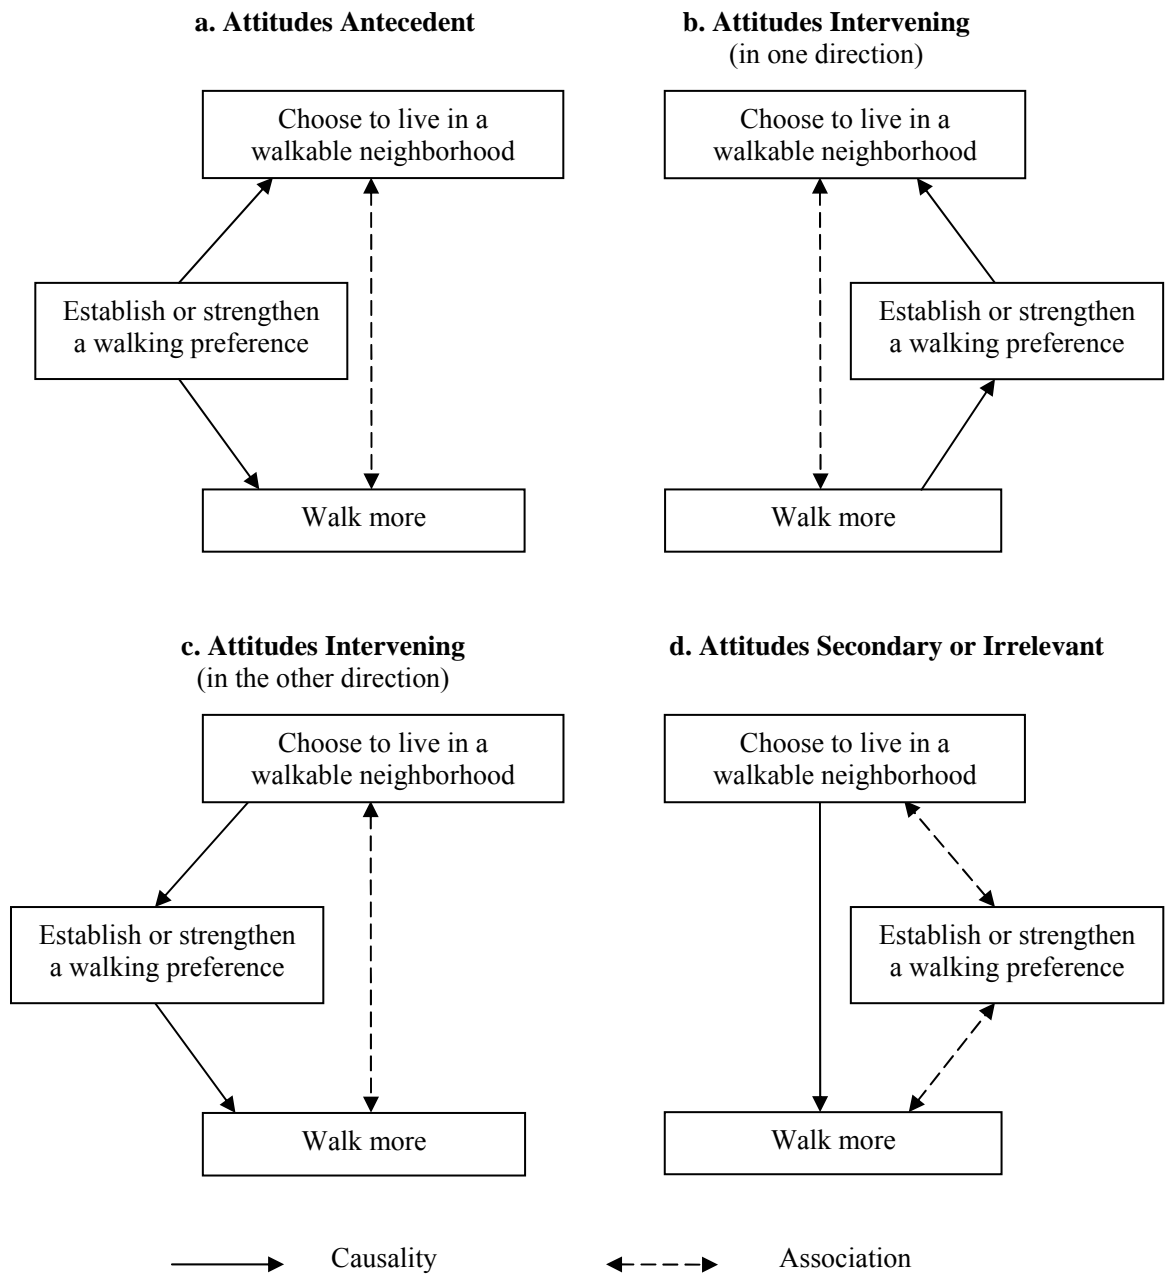 a. Attitudes Antecedent
Choose to live in a
walkable neighborhood
Establish or strengthen
a walking preference
Walk more
b. Attitudes Intervening
(in one direction)
Choose to live in a
walkable neighborhood
Establish or strengthen
a walking preference
Walk more
c. Attitudes Intervening
(in the other direction)
Choose to live in a
walkable neighborhood
Establish or strengthen
a walking preference
Walk more
d. Attitudes Secondary or Irrelevant
Choose to live in a
walkable neighborhood
Establish or strengthen
a walking preference
Walk more
Causality
Association